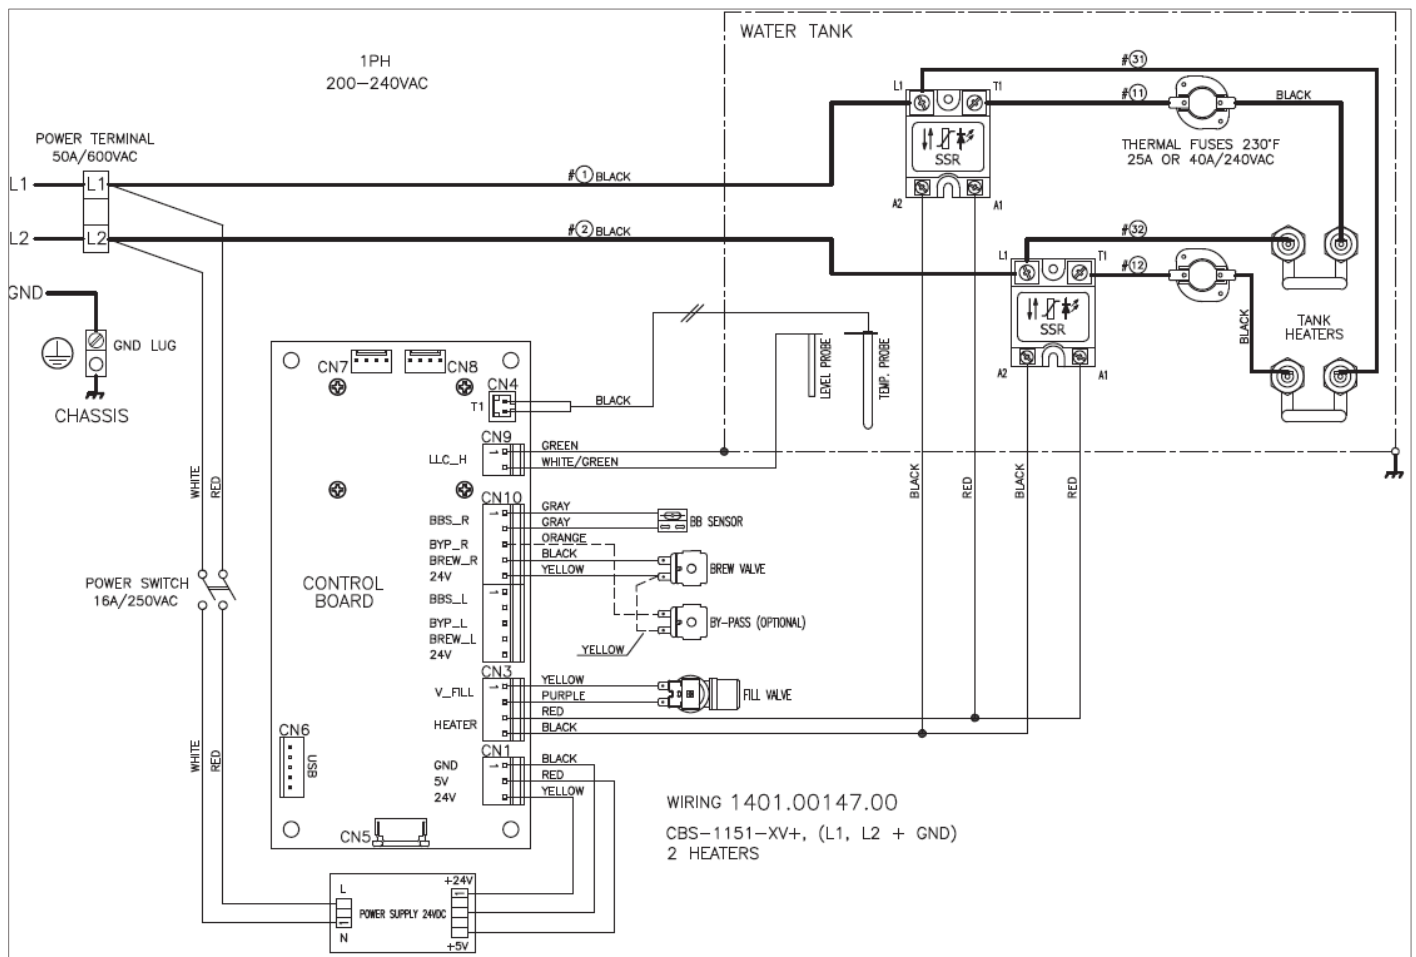 WATER TANK
1PH
200-240VAC
#31
L1
T1
#11
BLACK
SSR
A2
A1
THERMAL FUSES 230°F
25A OR 40A/240VAC
POWER TERMINAL
50A/600VAC
L1
L1
#1 BLACK
L2
L2
#2 BLACK
#32
L1
T1
#12
SSR
A2
A1
BLACK
TANK
HEATERS
GND
GND LUG
CHASSIS
LEVEL PROBE
TEMP. PROBE
CN7
CN8
CN4
T1
BLACK
CN9
GREEN
LLC_H
WHITE/GREEN
BLACK
RED
BLACK
RED
WHITE
RED
CN10
GRAY
BBS_R
GRAY
BB SENSOR
BYP_R
ORANGE
BREW_R
BLACK
24V
YELLOW
BREW VALVE
POWER SWITCH
16A/250VAC
CONTROL
BOARD
BBS_L
BYP_L
BREW_L
24V
BY-PASS (OPTIONAL)
YELLOW
CN3
V_FILL
YELLOW
PURPLE
FILL VALVE
RED
HEATER
BLACK
CN6
USB
WHITE
RED
CN1
GND
BLACK
5V
RED
24V
YELLOW
WIRING 1401.00147.00
CBS-1151-XV+, (L1, L2 + GND)
2 HEATERS
CN5
+24V
L
POWER SUPPLY 24VDC
N
+5V